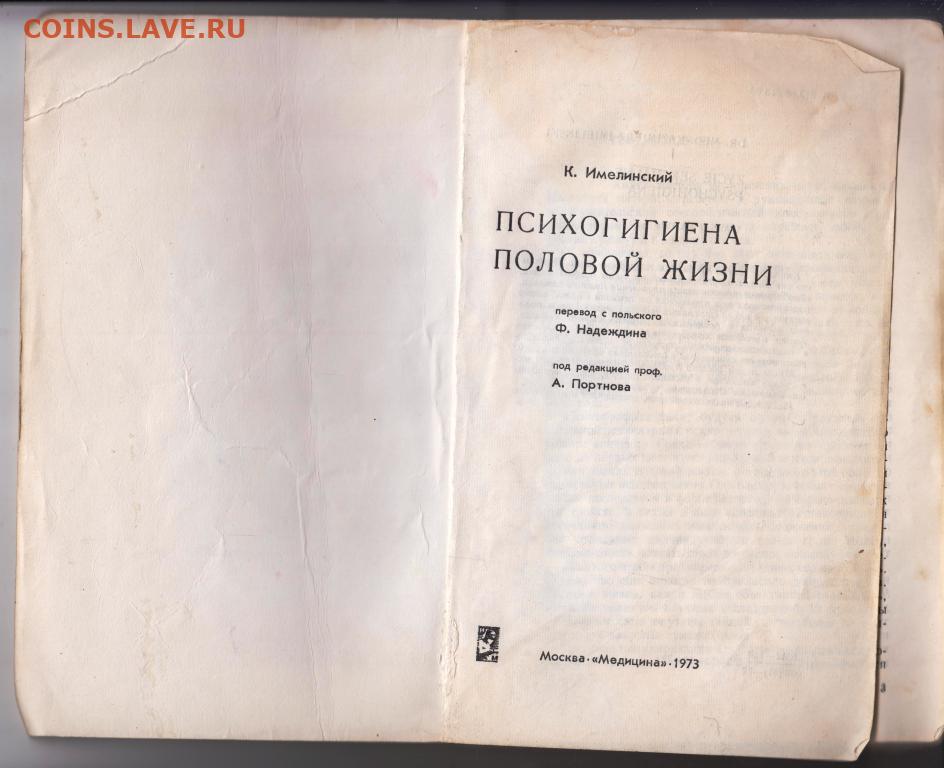 COINS.LAVE.RU
К. Имелинский
ПСИХОГИГИЕНА
ПОЛОВОЙ ЖИЗНИ
перевод с польского
Ф. Надеждина
под редакцией проф.
А. Портнова
Москва·«Медицина»·1973